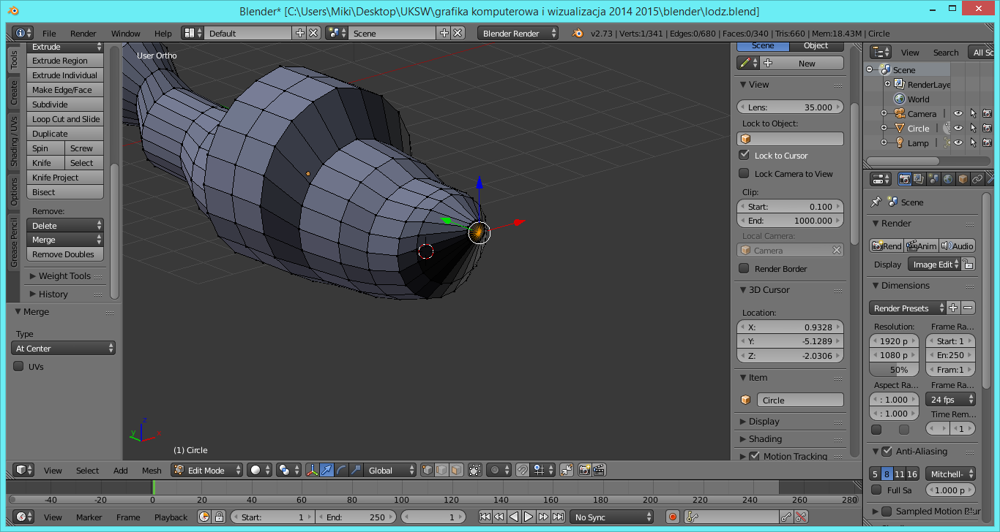 Blender* [C:\Users\Miki\Desktop\UKSW\grafika komputerowa i wizualizacja 2014 2015\blender\lodz.blend]
File Render Window Help Default Scene Blender Render v2.73 | Verts:1/341 | Edges:0/680 | Faces:0/340 | Tris:660 | Mem:18.43M | Circle
Tools
Create
Shading / UVs
Options
Grease Pencil
Extrude
Extrude Region
Extrude Individual
Make Edge/Face
Subdivide
Loop Cut and Slide
Duplicate
Spin Screw
Knife Select
Knife Project
Bisect
Remove:
Delete
Merge
Remove Doubles
Weight Tools
History
Merge
Type
At Center
UVs
User Ortho
z
y
x
(1) Circle
Scene Object
New
View
Lens: 35.000
Lock to Object:
Lock to Cursor
Lock Camera to View
Clip:
Start: 0.100
End: 1000.000
Local Camera:
Camera
Render Border
3D Cursor
Location:
X: 0.9328
Y: -5.1289
Z: -2.0306
Item
Circle
Display
Shading
Motion Tracking
View Search All Sc
Scene
RenderLaye
World
Camera
Circle
Lamp
Scene
Render
Rend Anim Audio
Display Image Edit
Dimensions
Render Presets
Resolution: Frame Ra...
1920 p Start: 1
1080 p En:250
50% Fram:1
Aspect Ra... Frame Ra...
: 1.000 24 fps
: 1.000 Time Rem...
1
Anti-Aliasing
5 8 11 16 Mitchell-
Full Sa 1.000 p
Sampled Motion Blur
View Select Add Mesh Edit Mode Global
-40 -20 0 20 40 60 80 100 120 140 160 180 200 220 240 260 280
View Marker Frame Playback Start: 1 End: 250 1 No Sync